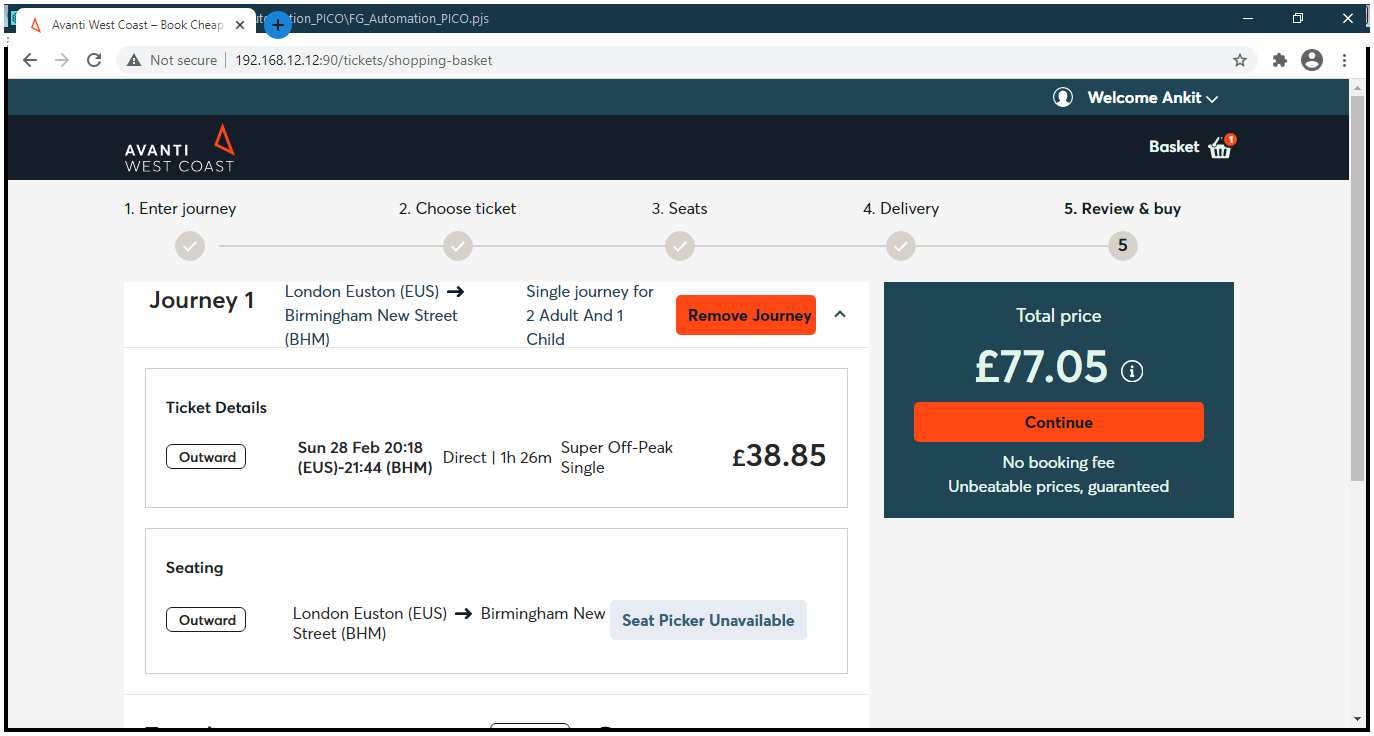 utomation_PICO\FG_Automation_PICO.pjs
Avanti West Coast – Book Cheap
Not secure
192.168.12.12:90/tickets/shopping-basket
Welcome Ankit
AVANTI
WEST COAST
Basket
1
1. Enter journey
2. Choose ticket
3. Seats
4. Delivery
5. Review & buy
5
Journey 1
London Euston (EUS) →
Birmingham New Street
(BHM)
Single journey for
2 Adult And 1
Child
Remove Journey
Total price
£77.05
Continue
No booking fee
Unbeatable prices, guaranteed
Ticket Details
Outward
Sun 28 Feb 20:18
(EUS)-21:44 (BHM)
Direct | 1h 26m
Super Off-Peak
Single
£38.85
Seating
Outward
London Euston (EUS) → Birmingham New
Street (BHM)
Seat Picker Unavailable